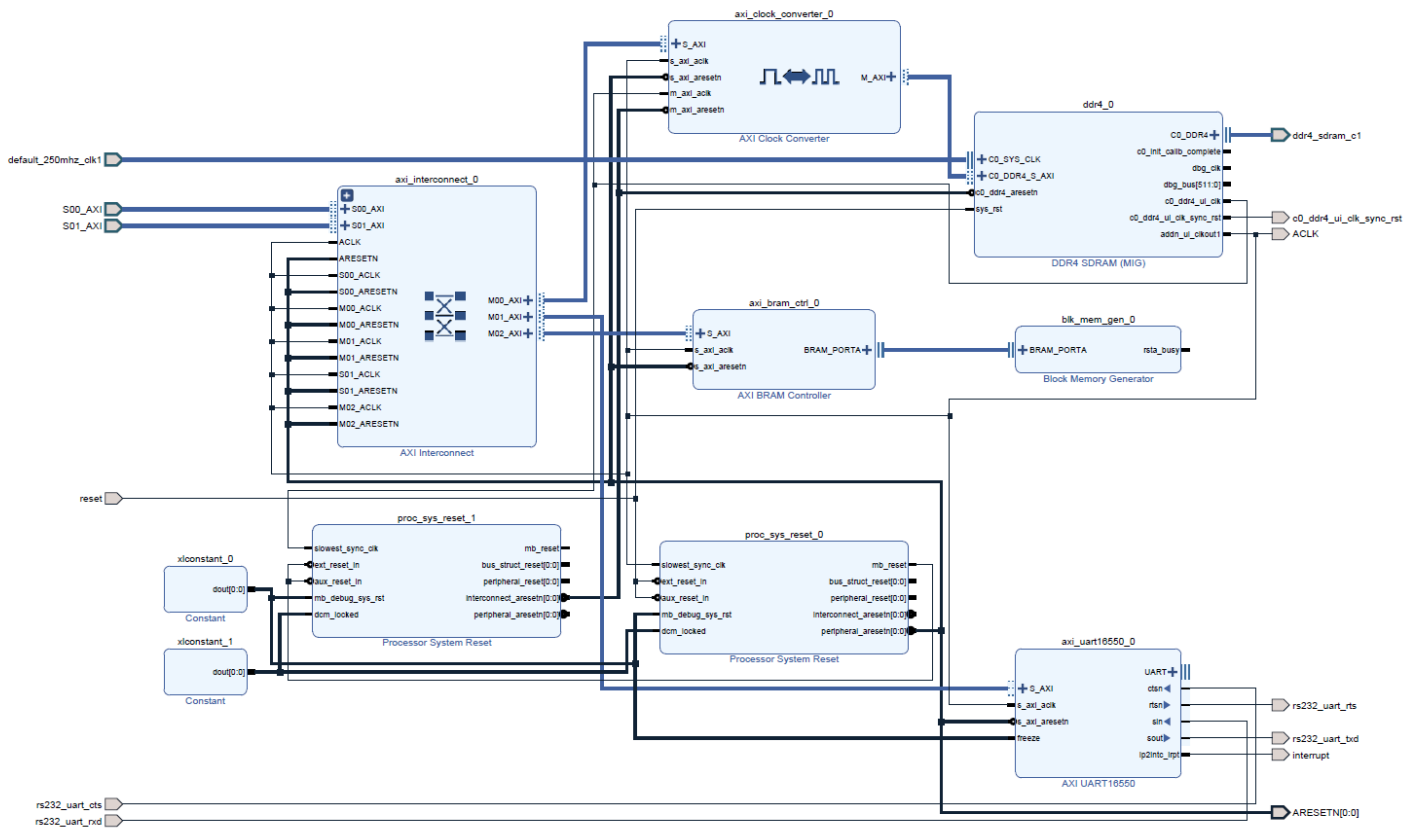 axi_clock_converter_0
S_AXI
s_axi_aclk
s_axi_aresetn
m_axi_aclk
m_axi_aresetn
M_AXI
AXI Clock Converter
ddr4_0
C0_SYS_CLK
C0_DDR4_S_AXI
c0_ddr4_aresetn
sys_rst
C0_DDR4
c0_init_calib_complete
dbg_clk
dbg_bus[511:0]
c0_ddr4_ui_clk
c0_ddr4_ui_clk_sync_rst
addn_ui_clkout1
DDR4 SDRAM (MIG)
ddr4_sdram_c1
c0_ddr4_ui_clk_sync_rst
ACLK
default_250mhz_clk1
S00_AXI
S01_AXI
axi_interconnect_0
S00_AXI
S01_AXI
ACLK
ARESETN
S00_ACLK
S00_ARESETN
M00_ACLK
M00_ARESETN
M01_ACLK
M01_ARESETN
S01_ACLK
S01_ARESETN
M02_ACLK
M02_ARESETN
M00_AXI
M01_AXI
M02_AXI
AXI Interconnect
axi_bram_ctrl_0
S_AXI
s_axi_aclk
s_axi_aresetn
BRAM_PORTA
AXI BRAM Controller
blk_mem_gen_0
BRAM_PORTA
rsta_busy
Block Memory Generator
reset
xlconstant_0
dout[0:0]
Constant
xlconstant_1
dout[0:0]
Constant
proc_sys_reset_1
slowest_sync_clk
ext_reset_in
aux_reset_in
mb_debug_sys_rst
dcm_locked
mb_reset
bus_struct_reset[0:0]
peripheral_reset[0:0]
interconnect_aresetn[0:0]
peripheral_aresetn[0:0]
Processor System Reset
proc_sys_reset_0
slowest_sync_clk
ext_reset_in
aux_reset_in
mb_debug_sys_rst
dcm_locked
mb_reset
bus_struct_reset[0:0]
peripheral_reset[0:0]
interconnect_aresetn[0:0]
peripheral_aresetn[0:0]
Processor System Reset
axi_uart16550_0
S_AXI
s_axi_aclk
s_axi_aresetn
freeze
UART
ctsn
rtsn
sin
sout
ip2intc_irpt
AXI UART16550
rs232_uart_rts
rs232_uart_txd
interrupt
rs232_uart_cts
rs232_uart_rxd
ARESETN[0:0]